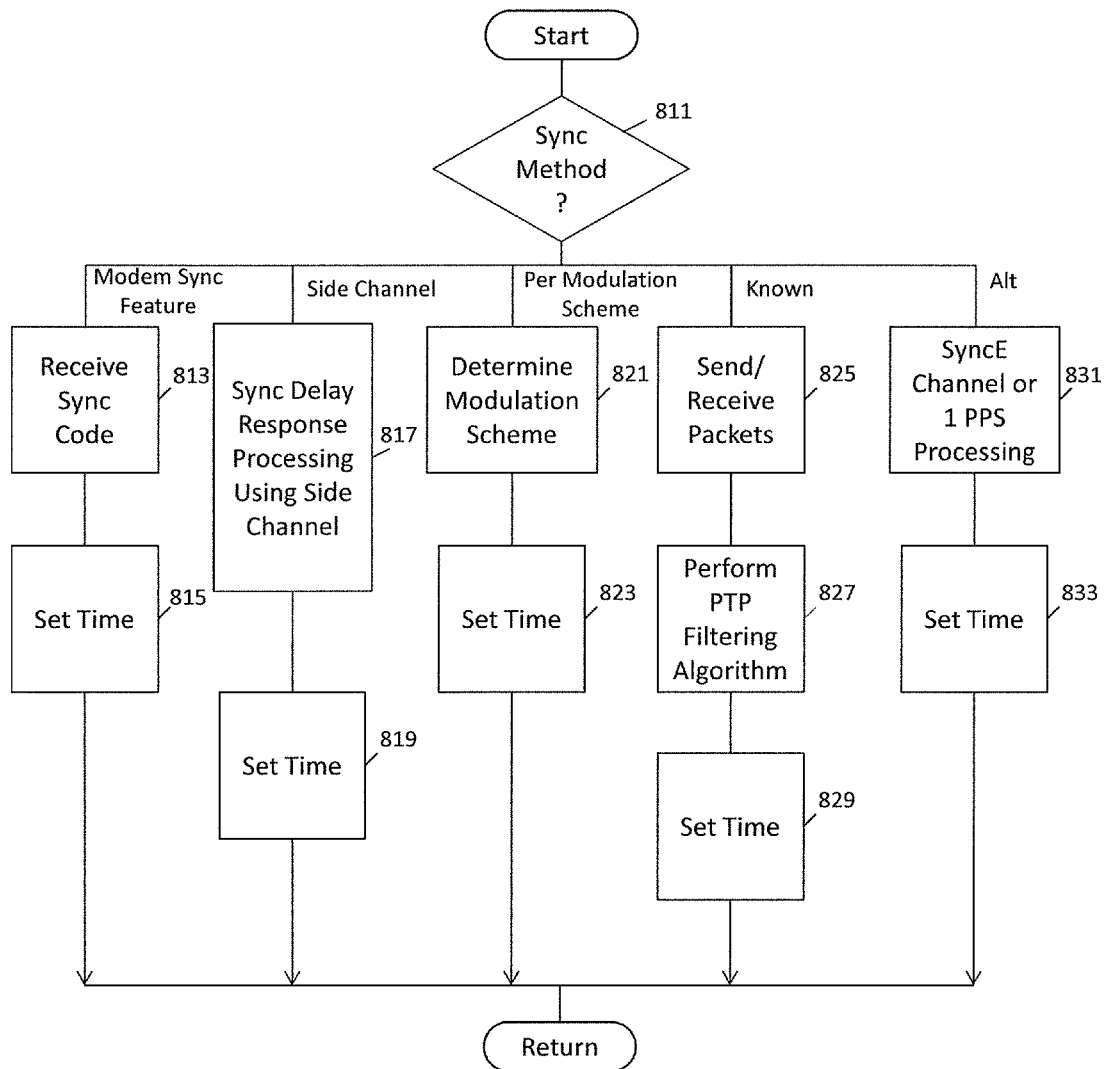 Start
811
Sync
Method
?
Modem Sync
Feature
Side Channel
Per Modulation
Scheme
Known
Alt
Receive
Sync
Code
813
Sync Delay
Response
Processing
Using Side
Channel
817
Determine
Modulation
Scheme
821
Send/
Receive
Packets
825
SyncE
Channel or
1 PPS
Processing
831
Set Time
815
Set Time
819
Set Time
823
Perform
PTP
Filtering
Algorithm
827
Set Time
829
Set Time
833
Return